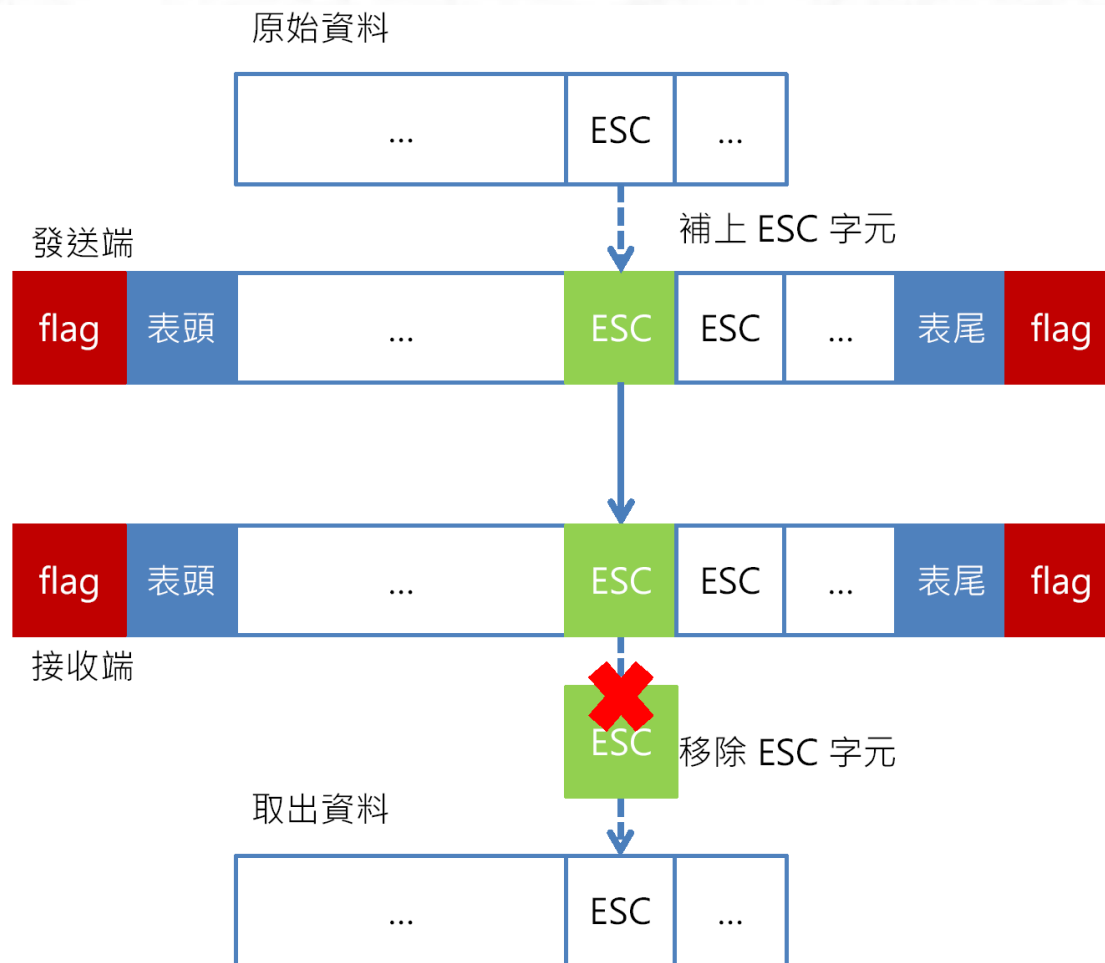 原始資料
... ESC ...
補上 ESC 字元
發送端
flag 表頭 ... ESC ESC ... 表尾 flag
flag 表頭 ... ESC ESC ... 表尾 flag
接收端
ESC
移除 ESC 字元
取出資料
... ESC ...